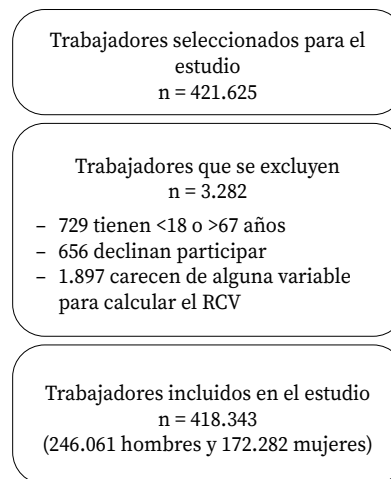 Trabajadores seleccionados para el
estudio
n = 421.625
Trabajadores que se excluyen
n = 3.282
– 729 tienen <18 o >67 años
– 656 declinan participar
– 1.897 carecen de alguna variable
para calcular el RCV
Trabajadores incluidos en el estudio
n = 418.343
(246.061 hombres y 172.282 mujeres)